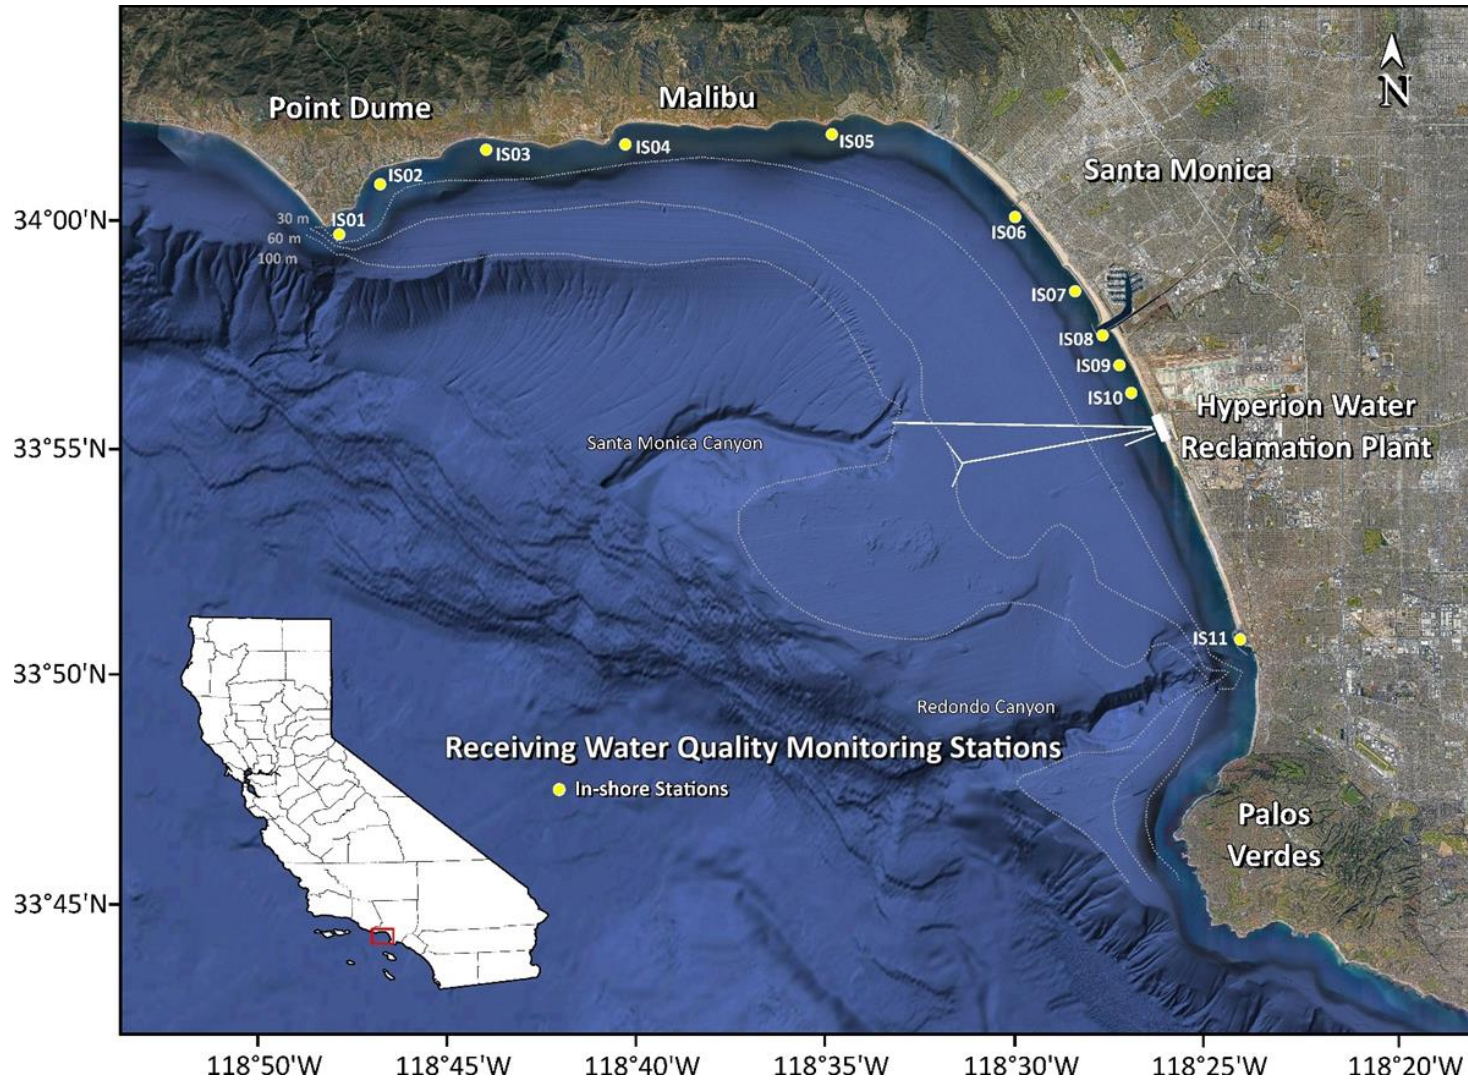 Point Dume
Malibu
N
IS01
IS02
IS03
IS04
IS05
Santa Monica
IS06
IS07
IS08
IS09
IS10
30 m
60 m
100 m
Hyperion Water
Reclamation Plant
Santa Monica Canyon
IS11
Redondo Canyon
Receiving Water Quality Monitoring Stations
In-shore Stations
Palos
Verdes
34°00'N
33°55'N
33°50'N
33°45'N
118°50'W
118°45'W
118°40'W
118°35'W
118°30'W
118°25'W
118°20'W